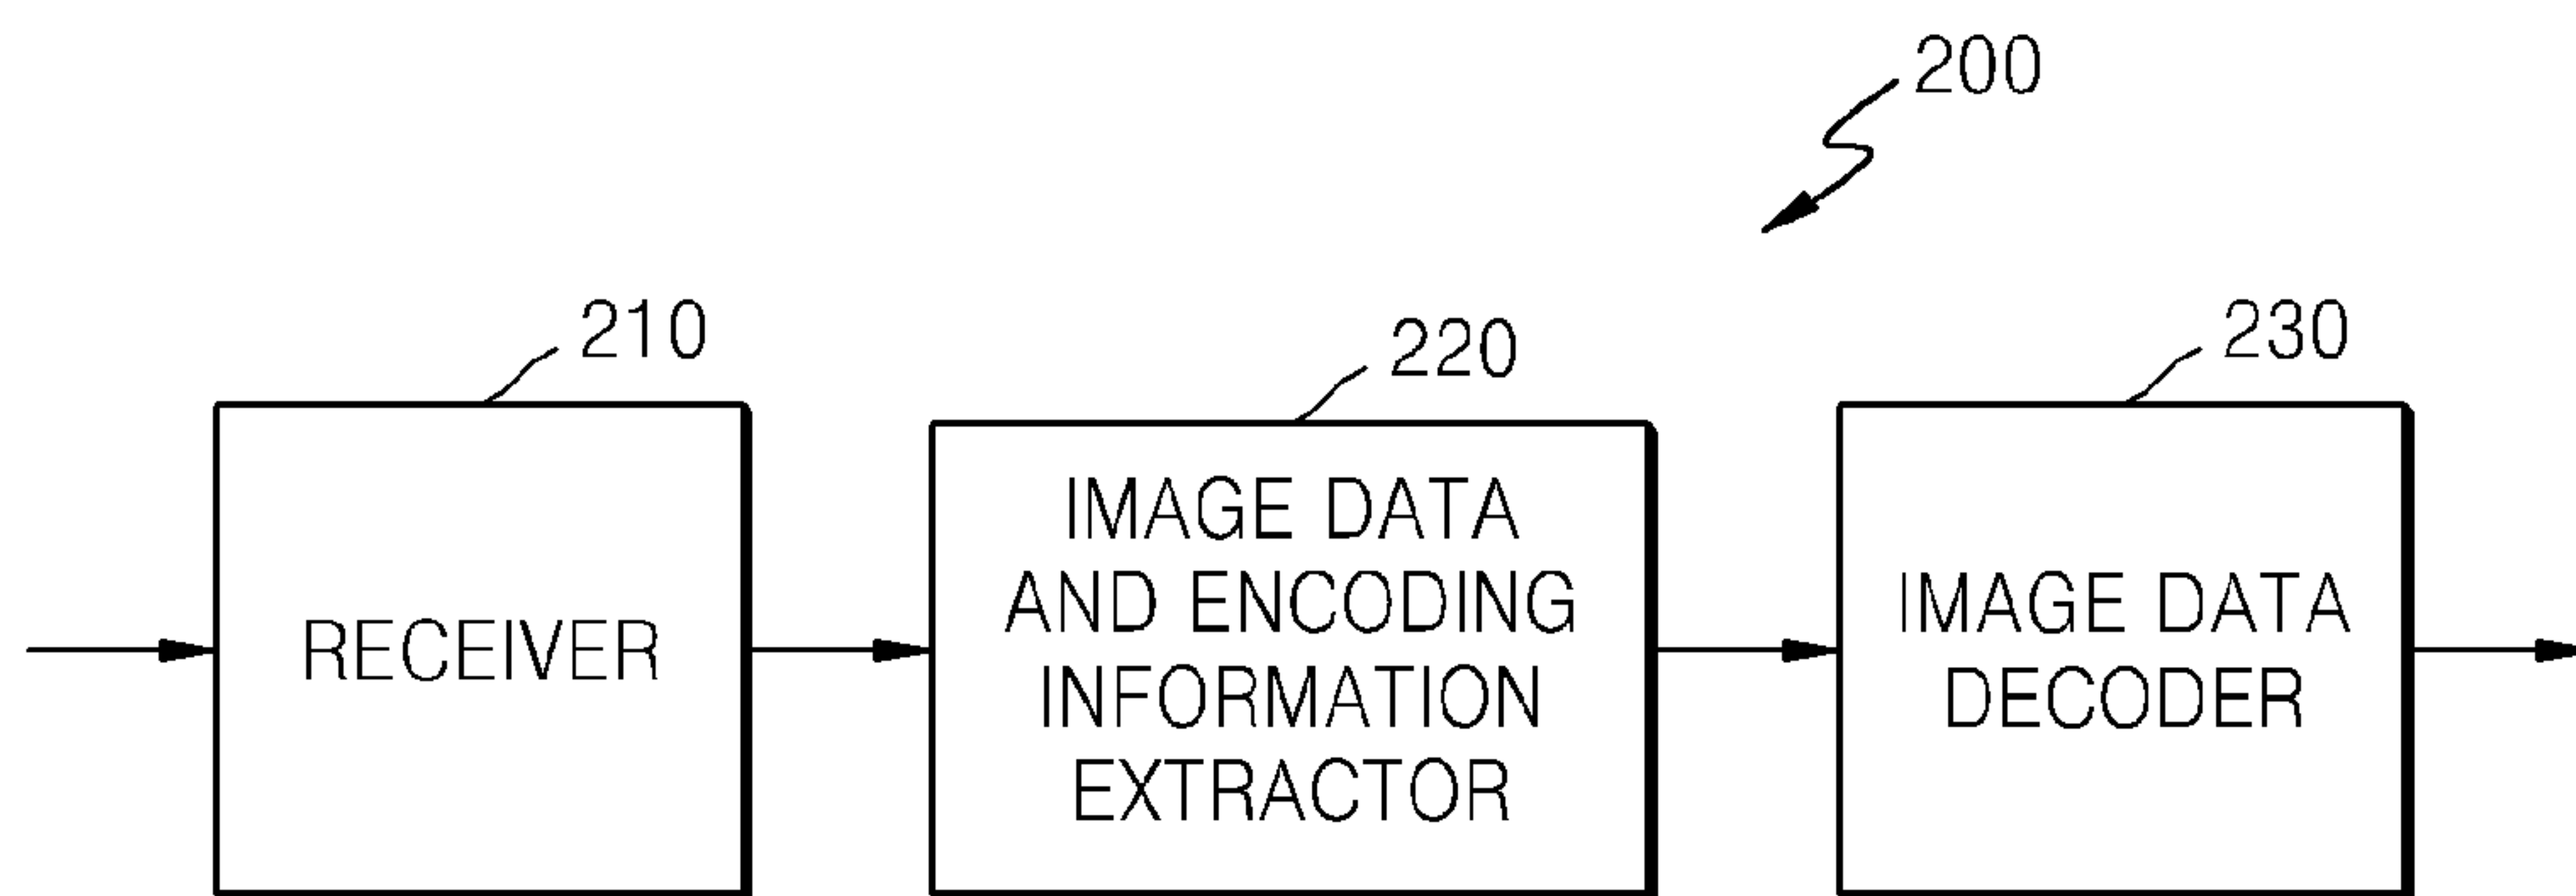 200
210
220
230
RECEIVER
IMAGE DATA
AND ENCODING
INFORMATION
EXTRACTOR
IMAGE DATA
DECODER